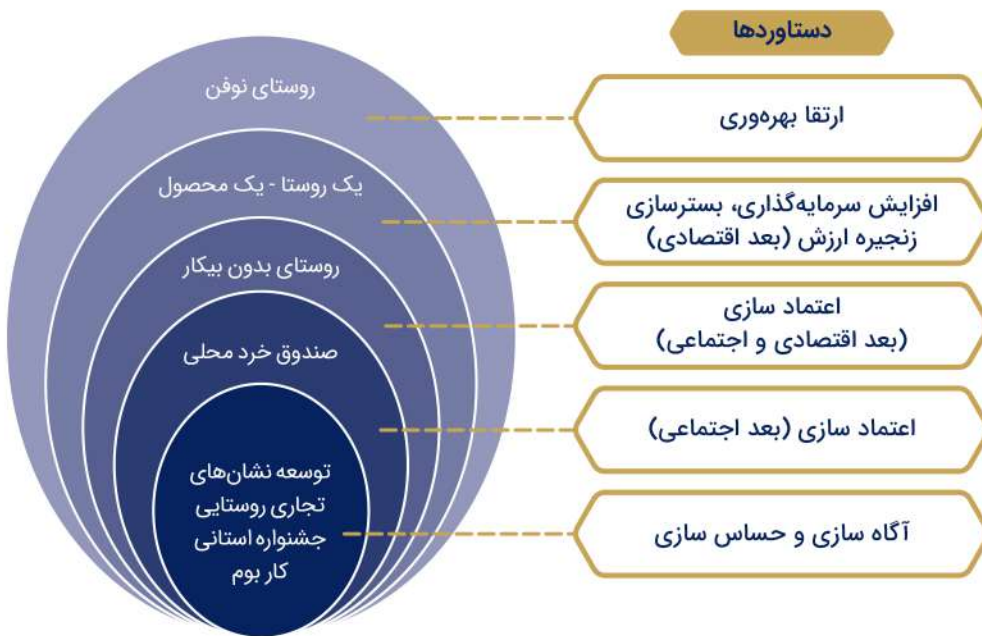 دستاوردها
روستای نوفن
ارتقا بهره‌وری
یک روستا - یک محصول
افزایش سرمایه‌گذاری، بسترسازی
زنجیره ارزش (بعد اقتصادی)
روستای بدون بیکار
اعتماد سازی
(بعد اقتصادی و اجتماعی)
صندوق خرد محلی
اعتماد سازی (بعد اجتماعی)
توسعه نشان‌های
تجاری روستایی
جشنواره استانی
کار بوم
آگاه سازی و حساس سازی